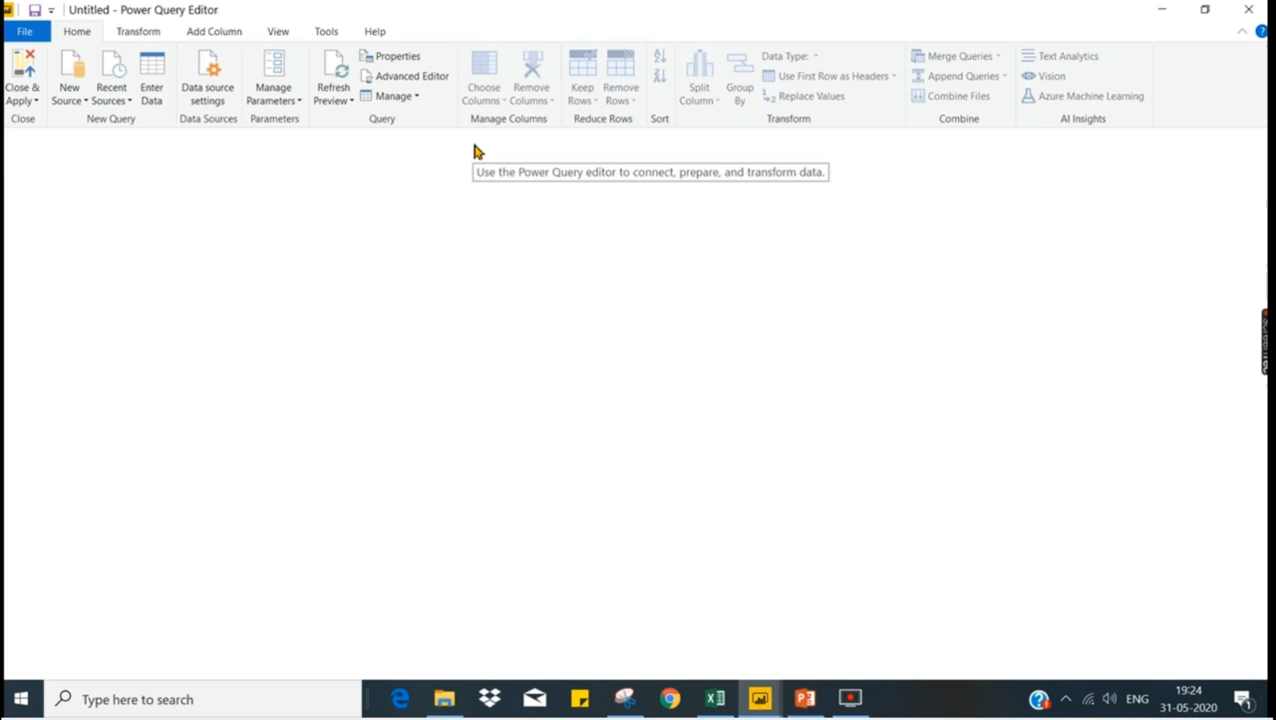 Untitled - Power Query Editor
File Home Transform Add Column View Tools Help
Close & Apply
Close
New Source
Recent Sources
Enter Data
New Query
Data source settings
Data Sources
Manage Parameters
Parameters
Refresh Preview
Properties
Advanced Editor
Manage
Query
Choose Columns
Remove Columns
Manage Columns
Keep Rows
Remove Rows
Reduce Rows
Sort
Split Column
Group By
Data Type:
Use First Row as Headers
Replace Values
Transform
Merge Queries
Append Queries
Combine Files
Combine
Text Analytics
Vision
Azure Machine Learning
AI Insights
Use the Power Query editor to connect, prepare, and transform data.
Type here to search
ENG
19:24
31-05-2020
1